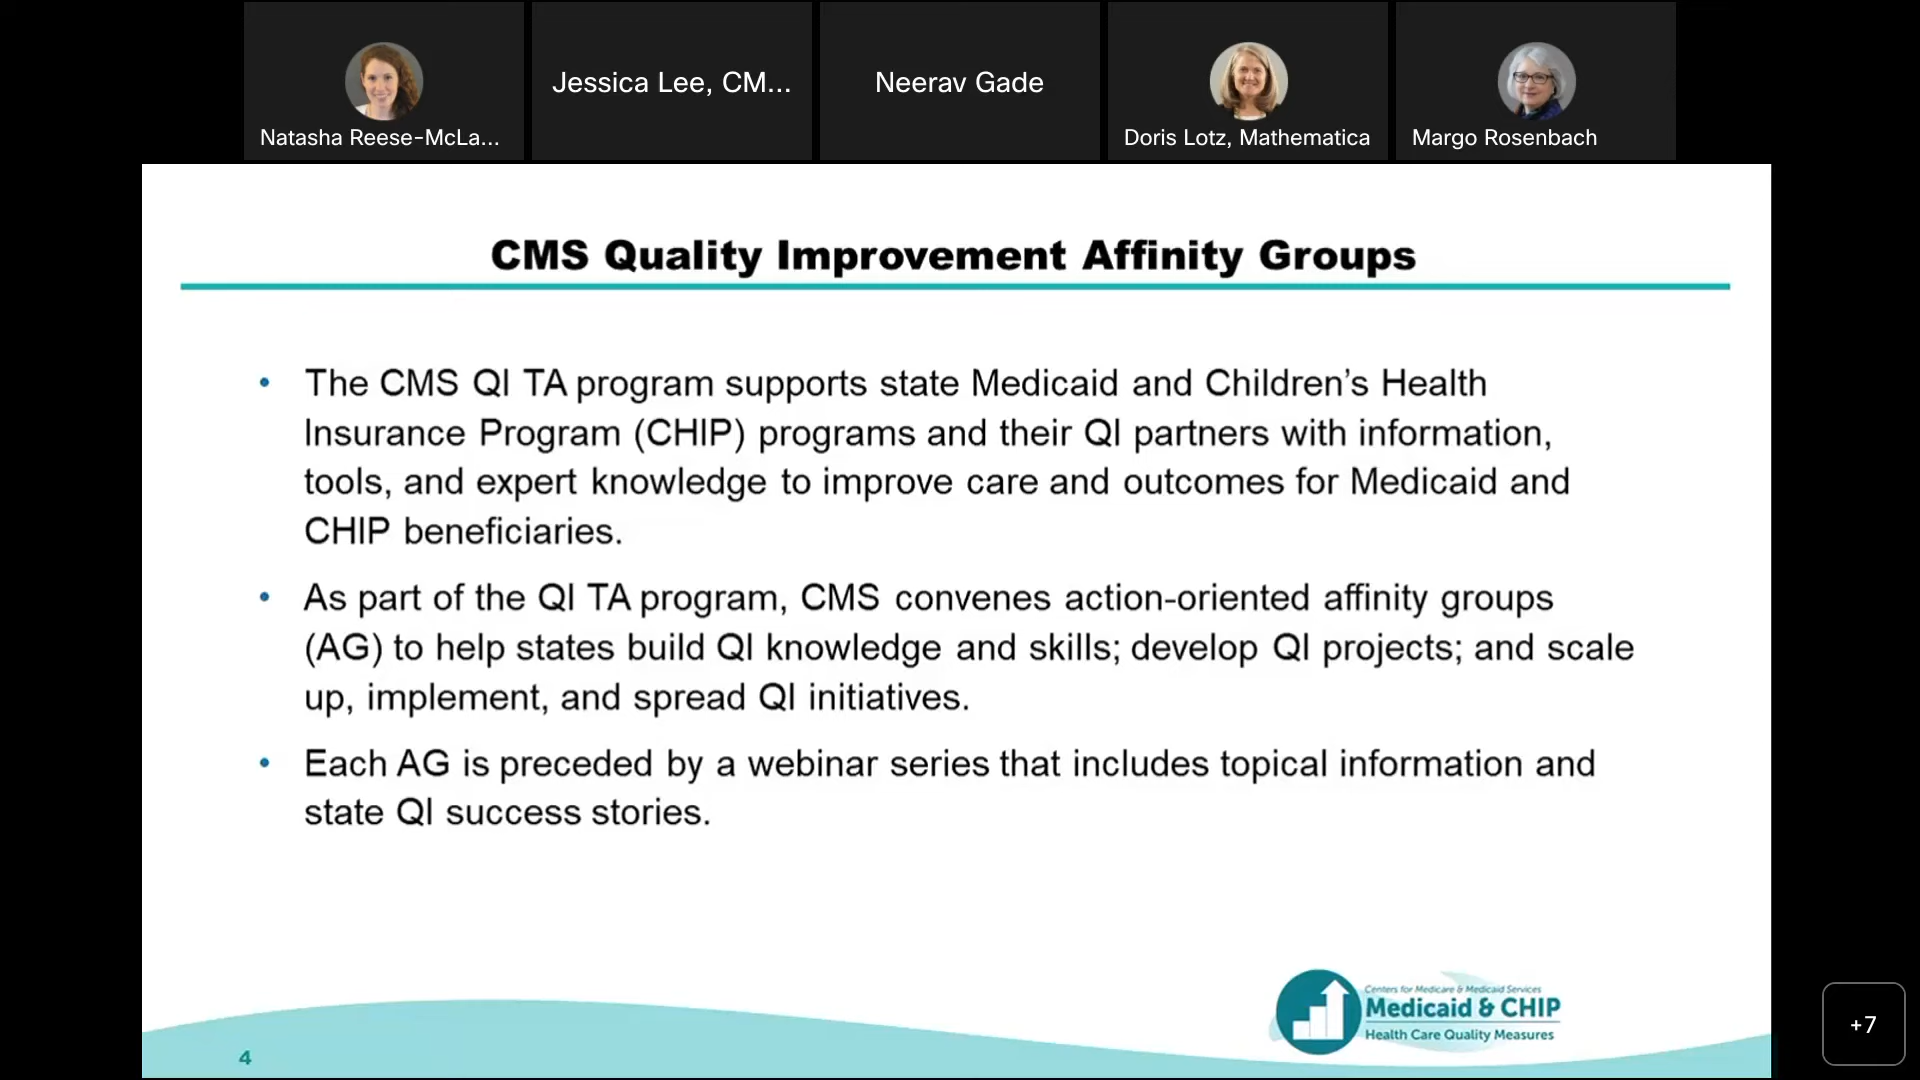 Natasha Reese-McLa...
Jessica Lee, CM...
Neerav Gade
Doris Lotz, Mathematica
Margo Rosenbach
CMS Quality Improvement Affinity Groups
• The CMS QI TA program supports state Medicaid and Children’s Health
Insurance Program (CHIP) programs and their QI partners with information,
tools, and expert knowledge to improve care and outcomes for Medicaid and
CHIP beneficiaries.
• As part of the QI TA program, CMS convenes action-oriented affinity groups
(AG) to help states build QI knowledge and skills; develop QI projects; and scale
up, implement, and spread QI initiatives.
• Each AG is preceded by a webinar series that includes topical information and
state QI success stories.
Centers for Medicare & Medicaid Services
Medicaid & CHIP
Health Care Quality Measures
4
+7